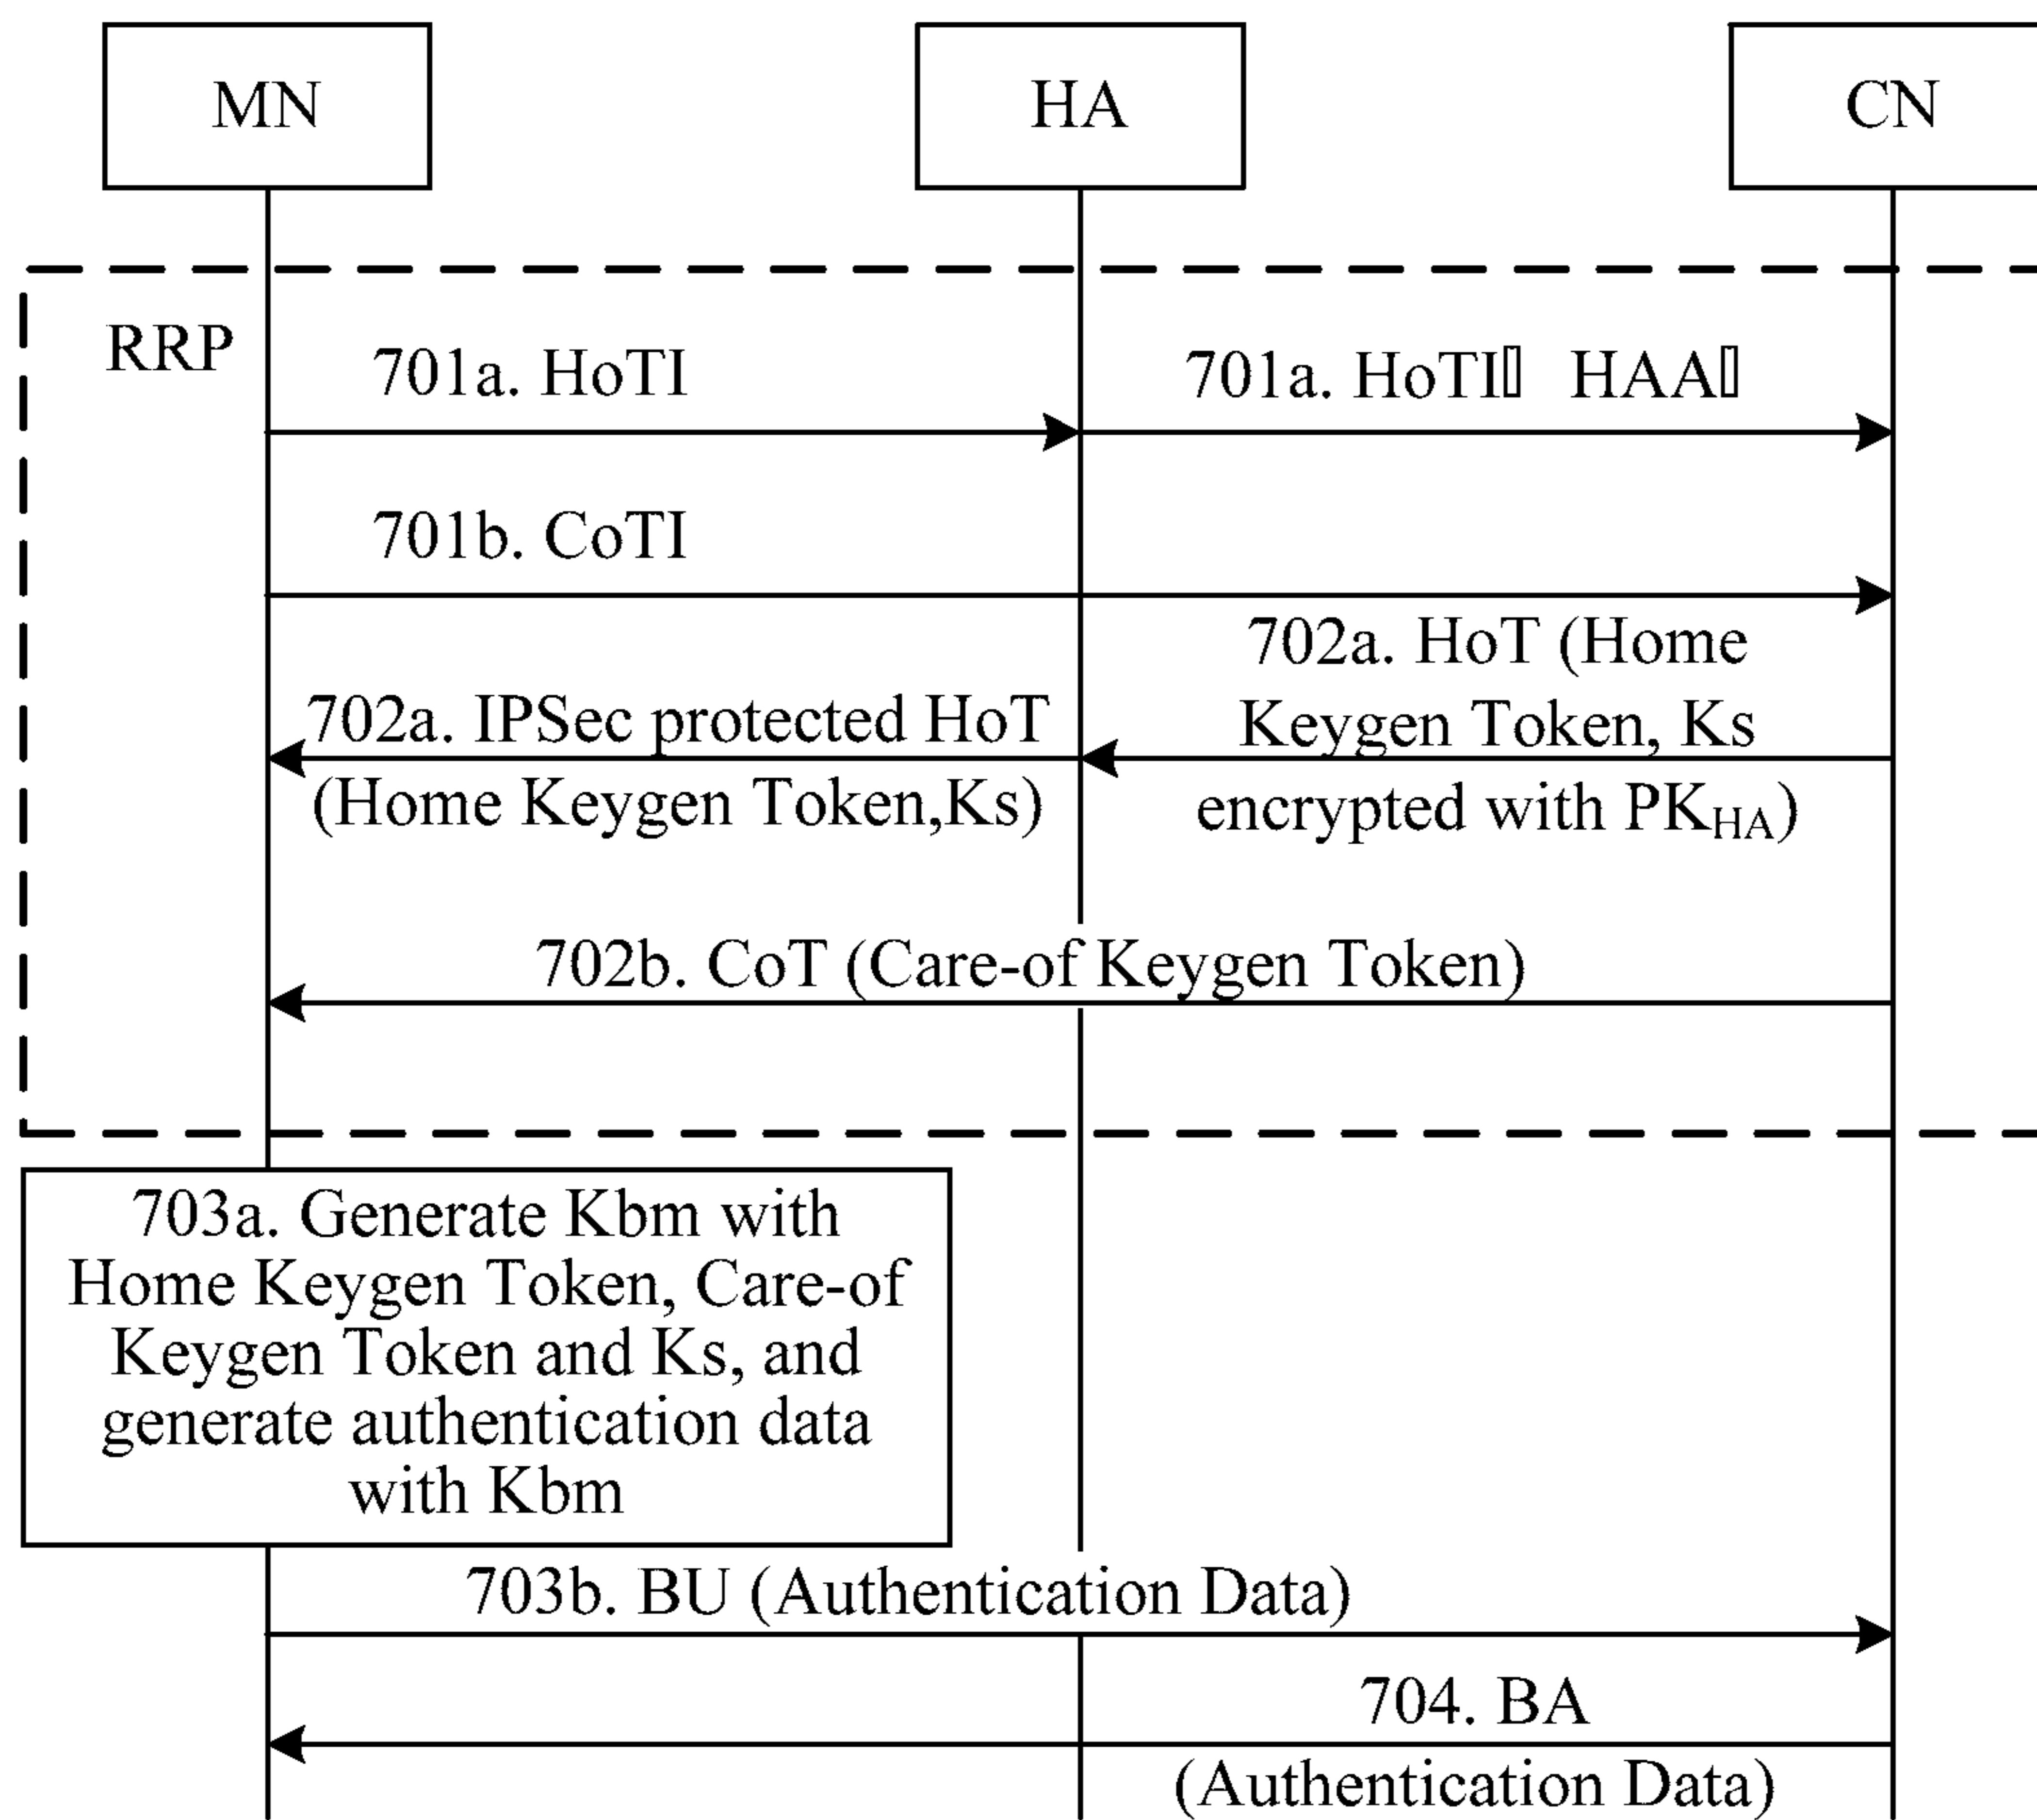 MN
HA
CN
RRP
701a. HoTI
701a. HoTI▯ HAA▯
701b. CoTI
702a. HoT (Home
Keygen Token, Ks
encrypted with PK_HA)
702a. IPSec protected HoT
(Home Keygen Token,Ks)
702b. CoT (Care-of Keygen Token)
703a. Generate Kbm with
Home Keygen Token, Care-of
Keygen Token and Ks, and
generate authentication data
with Kbm
703b. BU (Authentication Data)
704. BA
(Authentication Data)